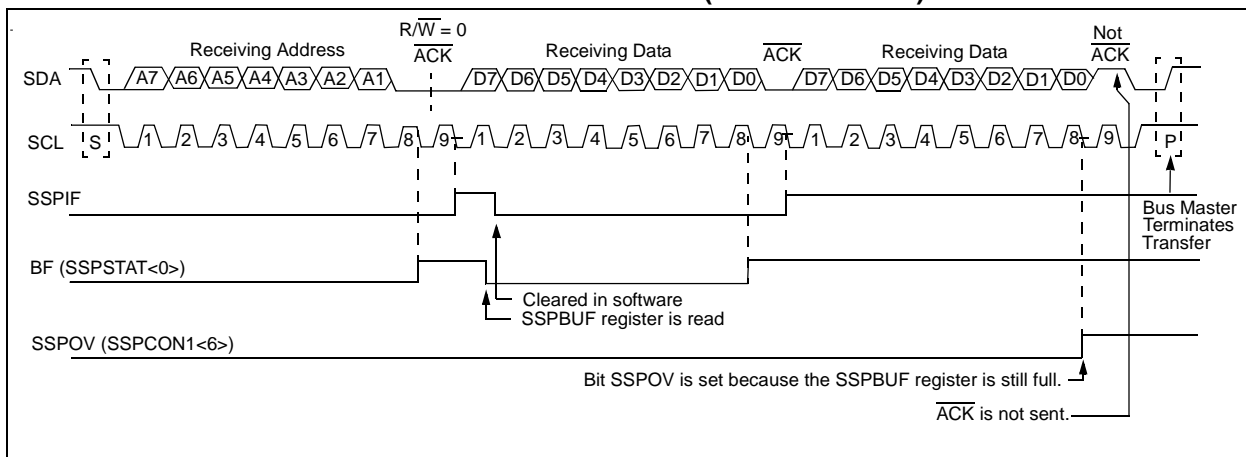 R/W = 0
Receiving Address ACK Receiving Data ACK Receiving Data Not ACK
SDA A7 A6 A5 A4 A3 A2 A1 D7 D6 D5 D4 D3 D2 D1 D0 D7 D6 D5 D4 D3 D2 D1 D0
SCL S 1 2 3 4 5 6 7 8 9 1 2 3 4 5 6 7 8 9 1 2 3 4 5 6 7 8 9 P
SSPIF
Bus Master
Terminates
Transfer
BF (SSPSTAT<0>)
Cleared in software
SSPBUF register is read
SSPOV (SSPCON1<6>)
Bit SSPOV is set because the SSPBUF register is still full.
ACK is not sent.